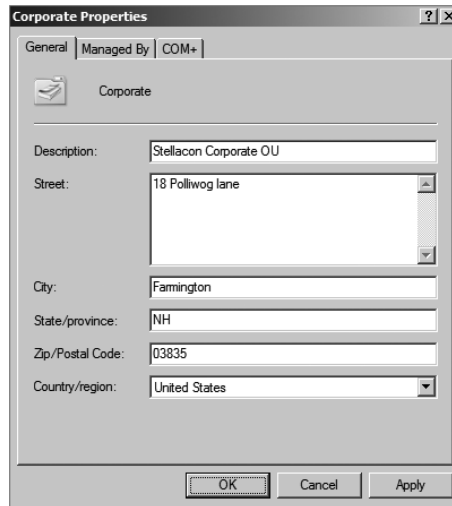 Corporate Properties
General Managed By COM+
Corporate
Description: Stellacon Corporate OU
Street: 18 Polliwog lane
City: Farmington
State/province: NH
Zip/Postal Code: 03835
Country/region: United States
OK Cancel Apply